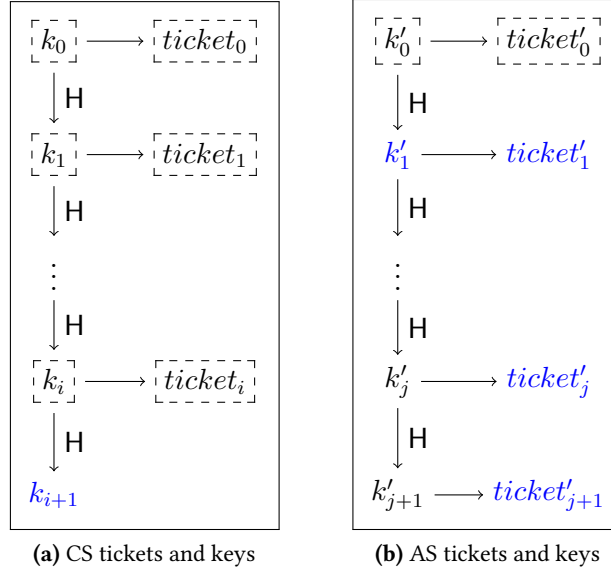 k₀ → ticket₀
H
k₁ → ticket₁
H
⋮
H
kᵢ → ticketᵢ
H
kᵢ₊₁
(a) CS tickets and keys
k′₀ → ticket′₀
H
k′₁ → ticket′₁
H
⋮
H
k′ⱼ → ticket′ⱼ
H
k′ⱼ₊₁ → ticket′ⱼ₊₁
(b) AS tickets and keys